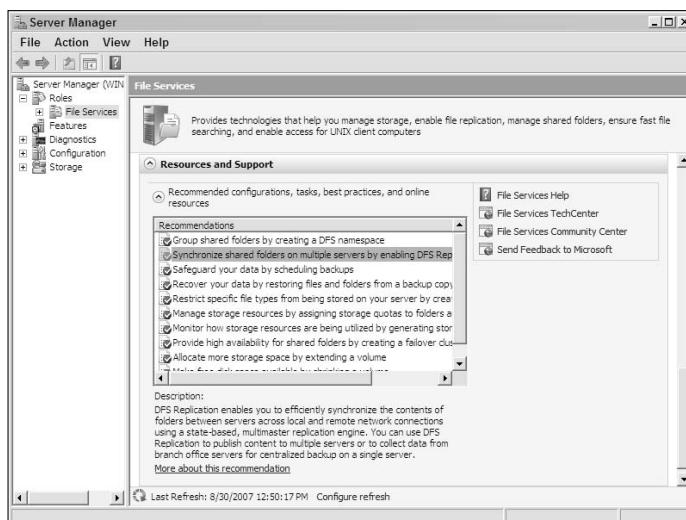 Server Manager
File Action View Help
Server Manager (WIN
Roles
File Services
Features
Diagnostics
Configuration
Storage
File Services
Provides technologies that help you manage storage, enable file replication, manage shared folders, ensure fast file
searching, and enable access for UNIX client computers
Resources and Support
Recommended configurations, tasks, best practices, and online
resources
Recommendations
Group shared folders by creating a DFS namespace
Synchronize shared folders on multiple servers by enabling DFS Rep
Safeguard your data by scheduling backups
Recover your data by restoring files and folders from a backup copy
Restrict specific file types from being stored on your server by crea
Manage storage resources by assigning storage quotas to folders a
Monitor how storage resources are being utilized by generating stor
Provide high availability for shared folders by creating a failover clus
Allocate more storage space by extending a volume
Make free disk space available by shrinking a volume
Description:
DFS Replication enables you to efficiently synchronize the contents of
folders between servers across local and remote network connections
using a state-based, multimaster replication engine. You can use DFS
Replication to publish content to multiple servers or to collect data from
branch office servers for centralized backup on a single server.
More about this recommendation
File Services Help
File Services TechCenter
File Services Community Center
Send Feedback to Microsoft
Last Refresh: 8/30/2007 12:50:17 PM Configure refresh